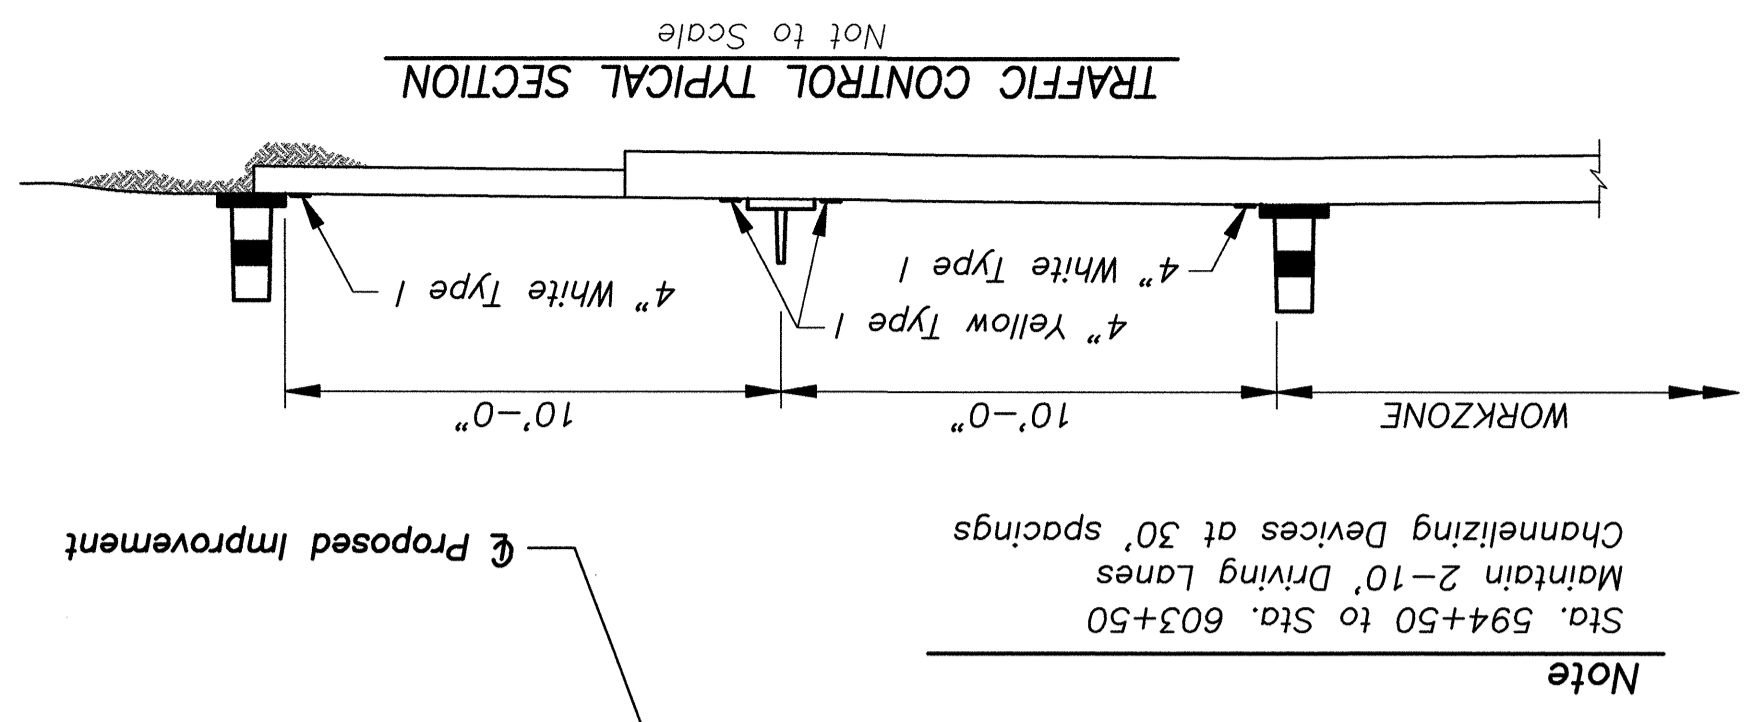 Note
Sta. 594+50 to Sta. 603+50
Maintain 2-10' Driving Lanes
Channelizing Devices at 30' spacings
℄ Proposed Improvement
WORKZONE
10'-0"
10'-0"
4" Yellow Type I
4" White Type I
4" White Type I
TRAFFIC CONTROL TYPICAL SECTION
Not to Scale